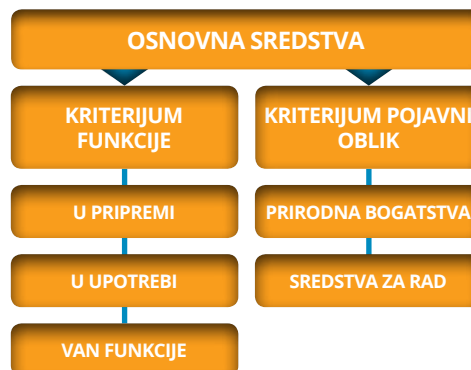 OSNOVNA SREDSTVA
KRITERIJUM
FUNKCIJE
U PRIPREMI
U UPOTREBI
VAN FUNKCIJE
KRITERIJUM POJAVNI
OBLIK
PRIRODNA BOGATSTVA
SREDSTVA ZA RAD